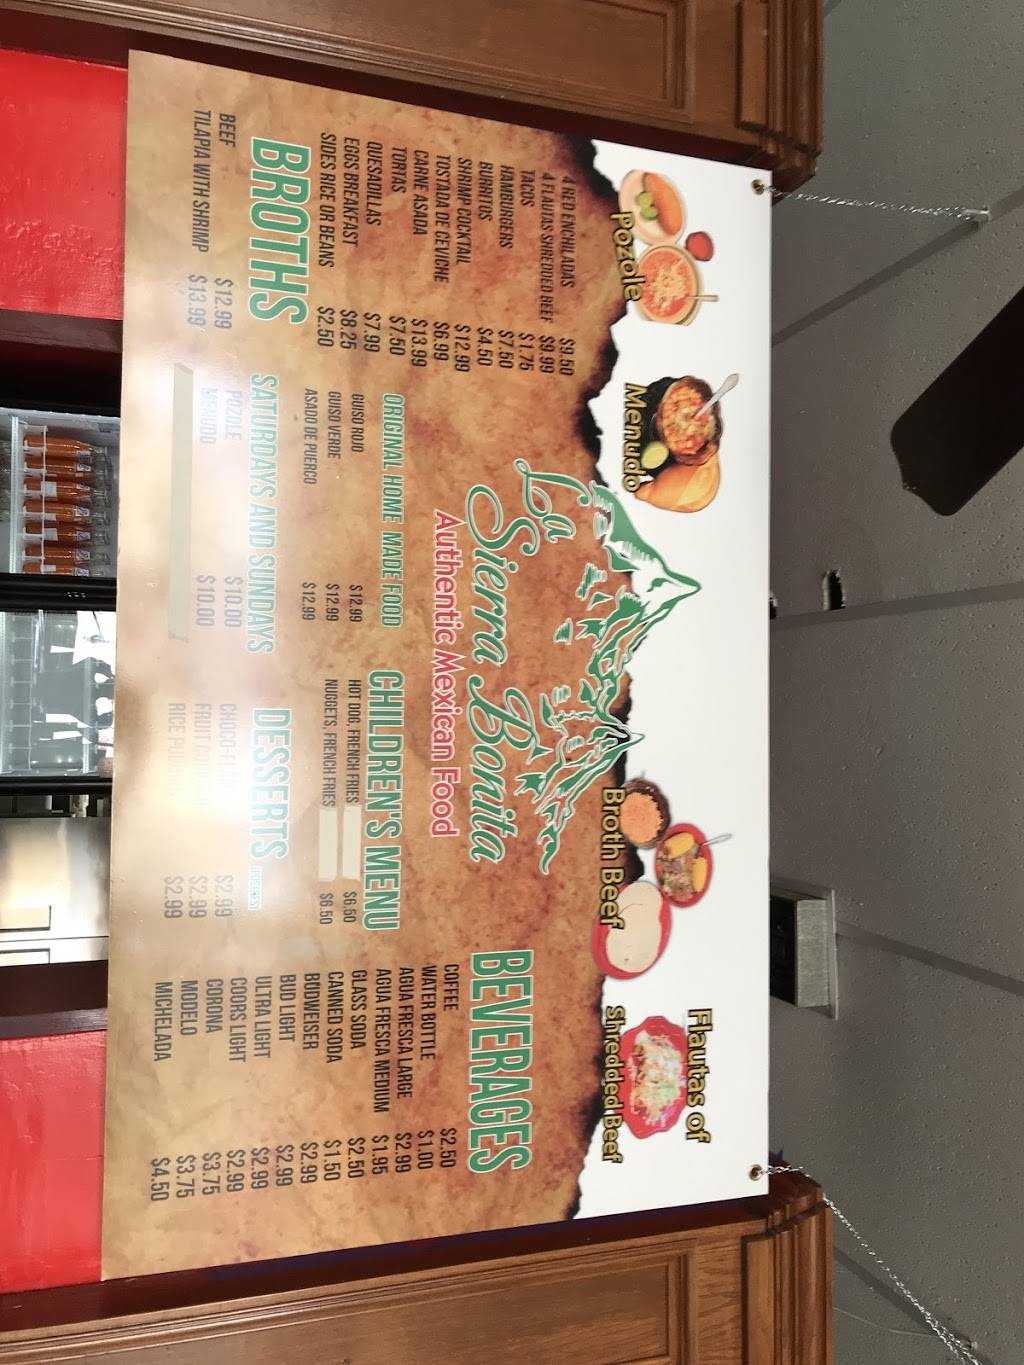 Pozole
Menudo
Broth Beef
Flautas of
Shredded Beef
La
Sierra Bonita
Authentic Mexican Food
4 RED ENCHILADAS $9.50
4 FLAUTAS SHREDDED BEEF $9.99
TACOS $1.75
HAMBURGERS $7.50
BURRITOS $4.50
SHRIMP COCKTAIL $12.99
TOSTADA DE CEVICHE $6.99
CARNE ASADA $13.99
TORTAS $7.50
QUESADILLAS $7.99
EGGS BREAKFAST $8.25
SIDES RICE OR BEANS $2.50
BROTHS
BEEF $12.99
TILAPIA WITH SHRIMP $13.99
ORIGINAL HOME MADE FOOD
GUISO ROJO $12.99
GUISO VERDE $12.99
ASADO DE PUERCO $12.99
SATURDAYS AND SUNDAYS
POZOLE $10.00
MENUDO $10.00
CHILDREN'S MENU
HOT DOG, FRENCH FRIES $6.50
NUGGETS, FRENCH FRIES $6.50
DESSERTS
CHOCO-FLAN $2.99
FRUIT $2.99
RICE $2.99
BEVERAGES
COFFEE $2.50
WATER BOTTLE $1.00
AGUA FRESCA LARGE $2.99
AGUA FRESCA MEDIUM $1.95
GLASS SODA $2.50
CANNED SODA $1.50
BUDWEISER $2.99
BUD LIGHT $2.99
ULTRA LIGHT $2.99
COORS LIGHT $2.99
CORONA $3.75
MODELO $3.75
MICHELADA $4.50